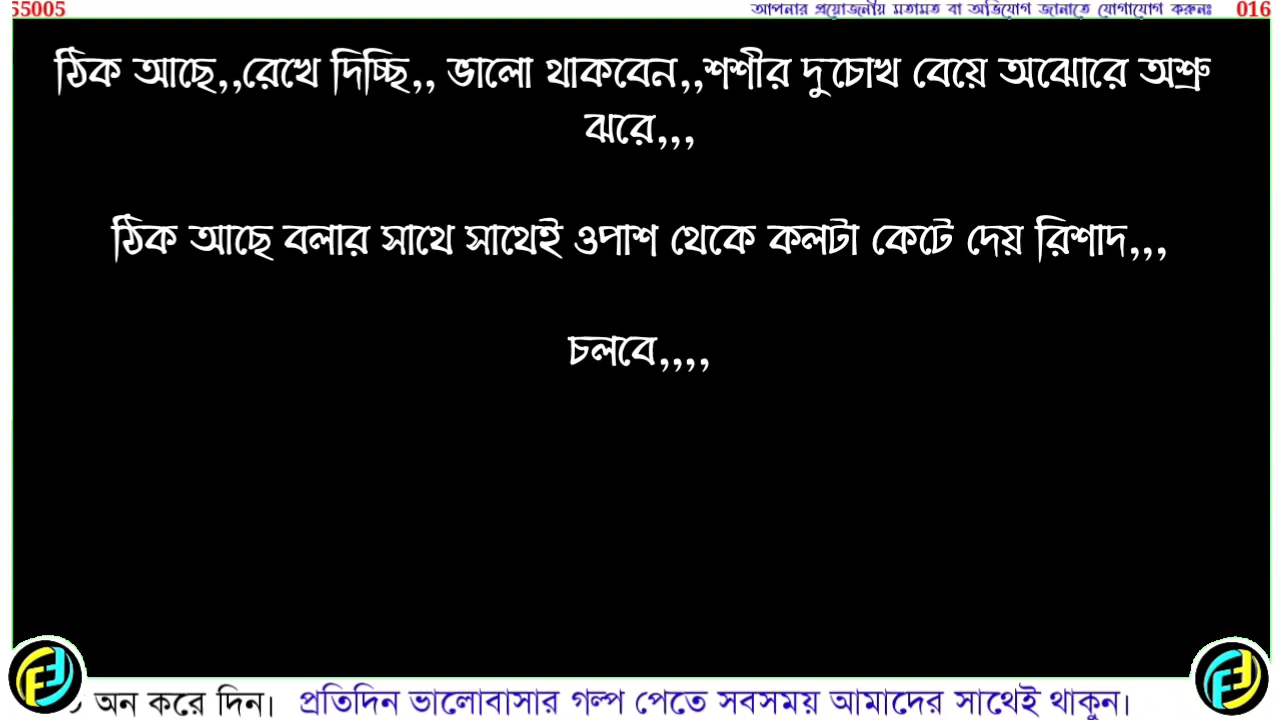 55005 আপনার প্রয়োজনীয় মতামত বা অভিযোগ জানাতে যোগাযোগ করুনঃ 016
ঠিক আছে,,রেখে দিচ্ছি,, ভালো থাকবেন,,শশীর দুচোখ বেয়ে অঝোরে অশ্রু
ঝরে,,,
ঠিক আছে বলার সাথে সাথেই ওপাশ থেকে কলটা কেটে দেয় রিশাদ,,,
চলবে,,,,
অন করে দিন। প্রতিদিন ভালোবাসার গল্প পেতে সবসময় আমাদের সাথেই থাকুন।